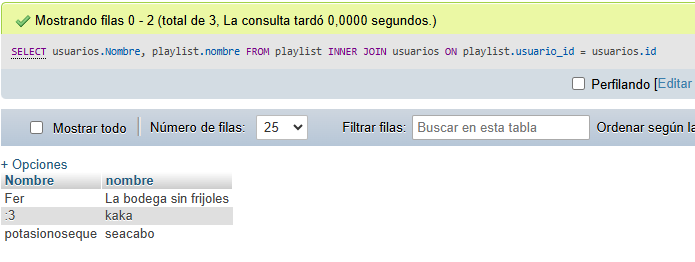 Mostrando filas 0 - 2 (total de 3, La consulta tardó 0,0000 segundos.)
SELECT usuarios.Nombre, playlist.nombre FROM playlist INNER JOIN usuarios ON playlist.usuario_id = usuarios.id
Perfilando [Editar
Mostrar todo Número de filas: 25 Filtrar filas: Buscar en esta tabla Ordenar según la
+ Opciones
Nombre nombre
Fer La bodega sin frijoles
:3 kaka
potasionoseque seacabo